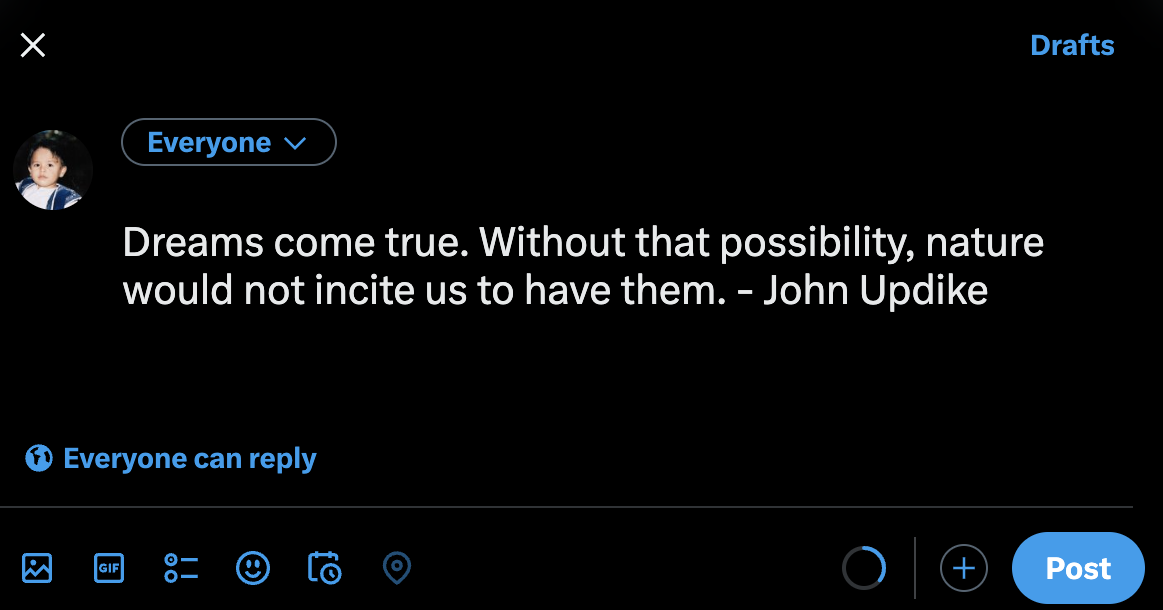 Drafts
Everyone
Dreams come true. Without that possibility, nature
would not incite us to have them. - John Updike
Everyone can reply
GIF
Post